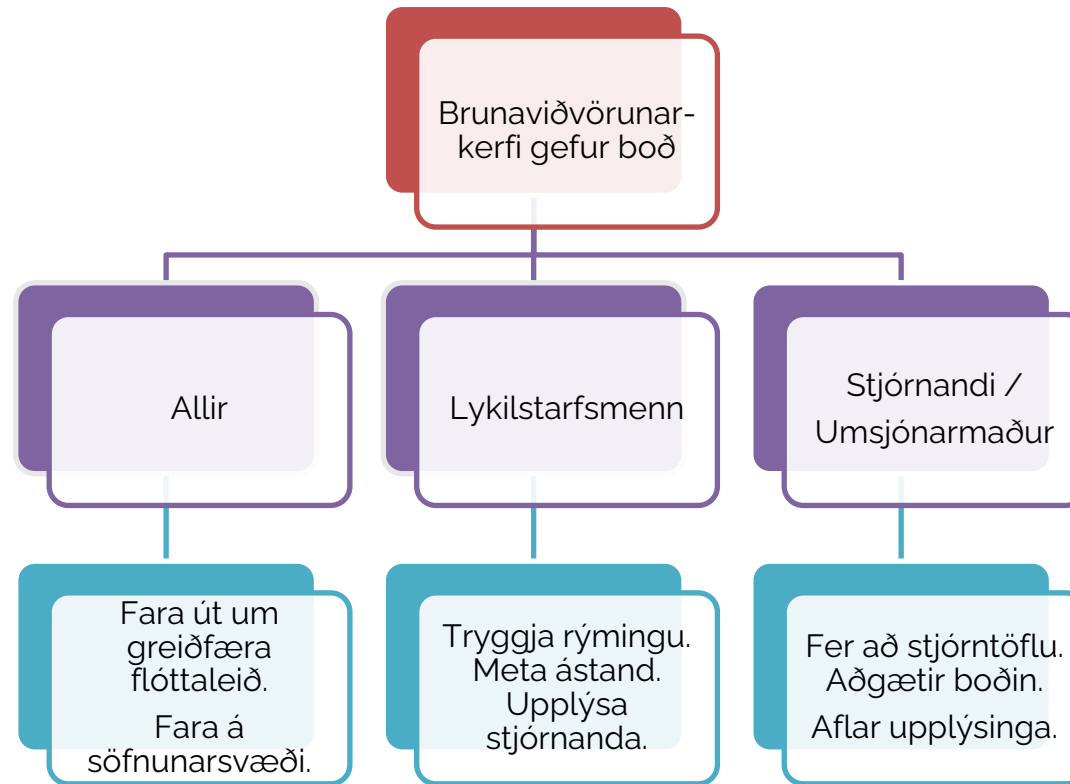 Brunaviðvörunar-
kerfi gefur boð
Allir
Lykilstarfsmenn
Stjórnandi /
Umsjónarmaður
Fara út um
greiðfæra
flóttaleið.
Fara á
söfnunarsvæði.
Tryggja rýmingu.
Meta ástand.
Upplýsa
stjórnanda.
Fer að stjórntöflu.
Aðgætir boðin.
Aflar upplýsinga.